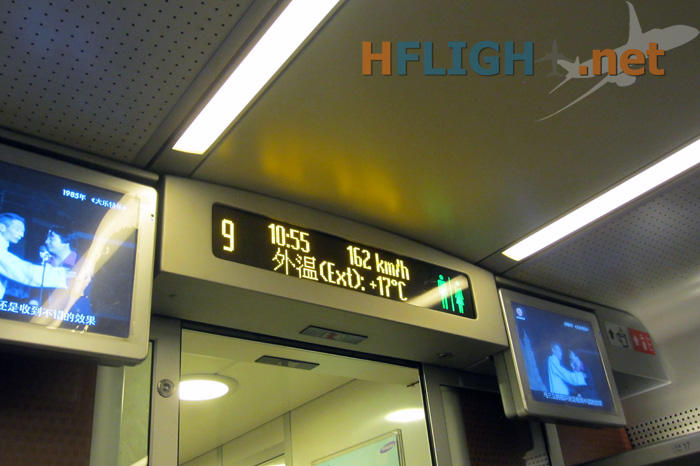 HFLIGH .net
1985年
9 10:55 162 km/h
外温(Ext): +17°C
还是收到不错的效果